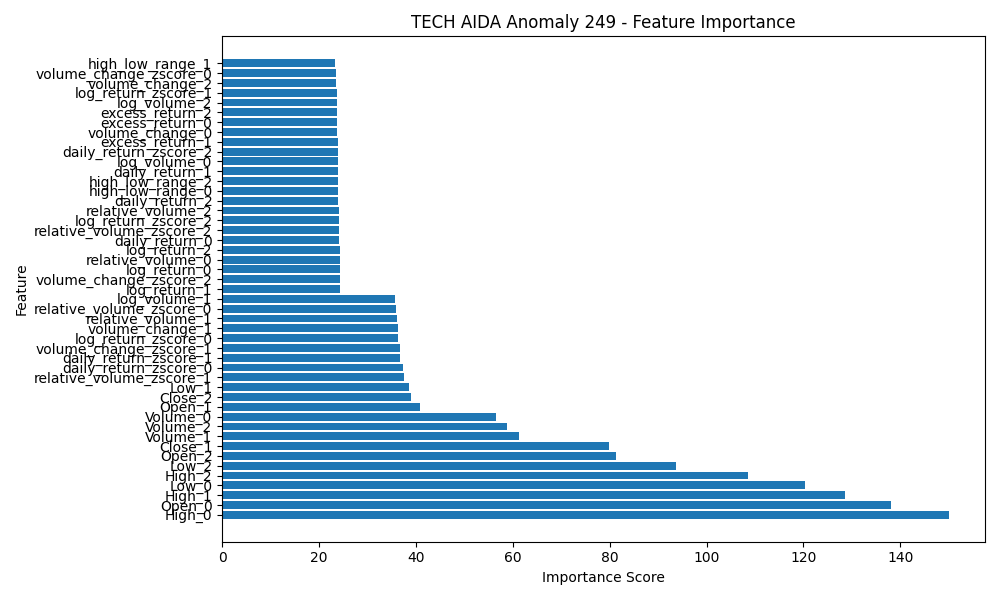 TECH AIDA Anomaly 249 - Feature Importance
high_low_range_1
volume_change_zscore_0
volume_change_2
log_return_zscore_1
log_volume_2
excess_return_2
excess_return_0
volume_change_0
excess_return_1
daily_return_zscore_2
log_volume_0
daily_return_1
high_low_range_2
high_low_range_0
daily_return_2
relative_volume_2
log_return_zscore_2
relative_volume_zscore_2
daily_return_0
log_return_2
relative_volume_0
log_return_0
volume_change_zscore_2
log_return_1
log_volume_1
relative_volume_zscore_0
relative_volume_1
volume_change_1
log_return_zscore_0
volume_change_zscore_1
daily_return_zscore_1
daily_return_zscore_0
relative_volume_zscore_1
Low_1
Close_2
Open_1
Volume_0
Volume_2
Volume_1
Close_1
Open_2
Low_2
High_2
Low_0
High_1
Open_0
High_0
Feature
0 20 40 60 80 100 120 140
Importance Score